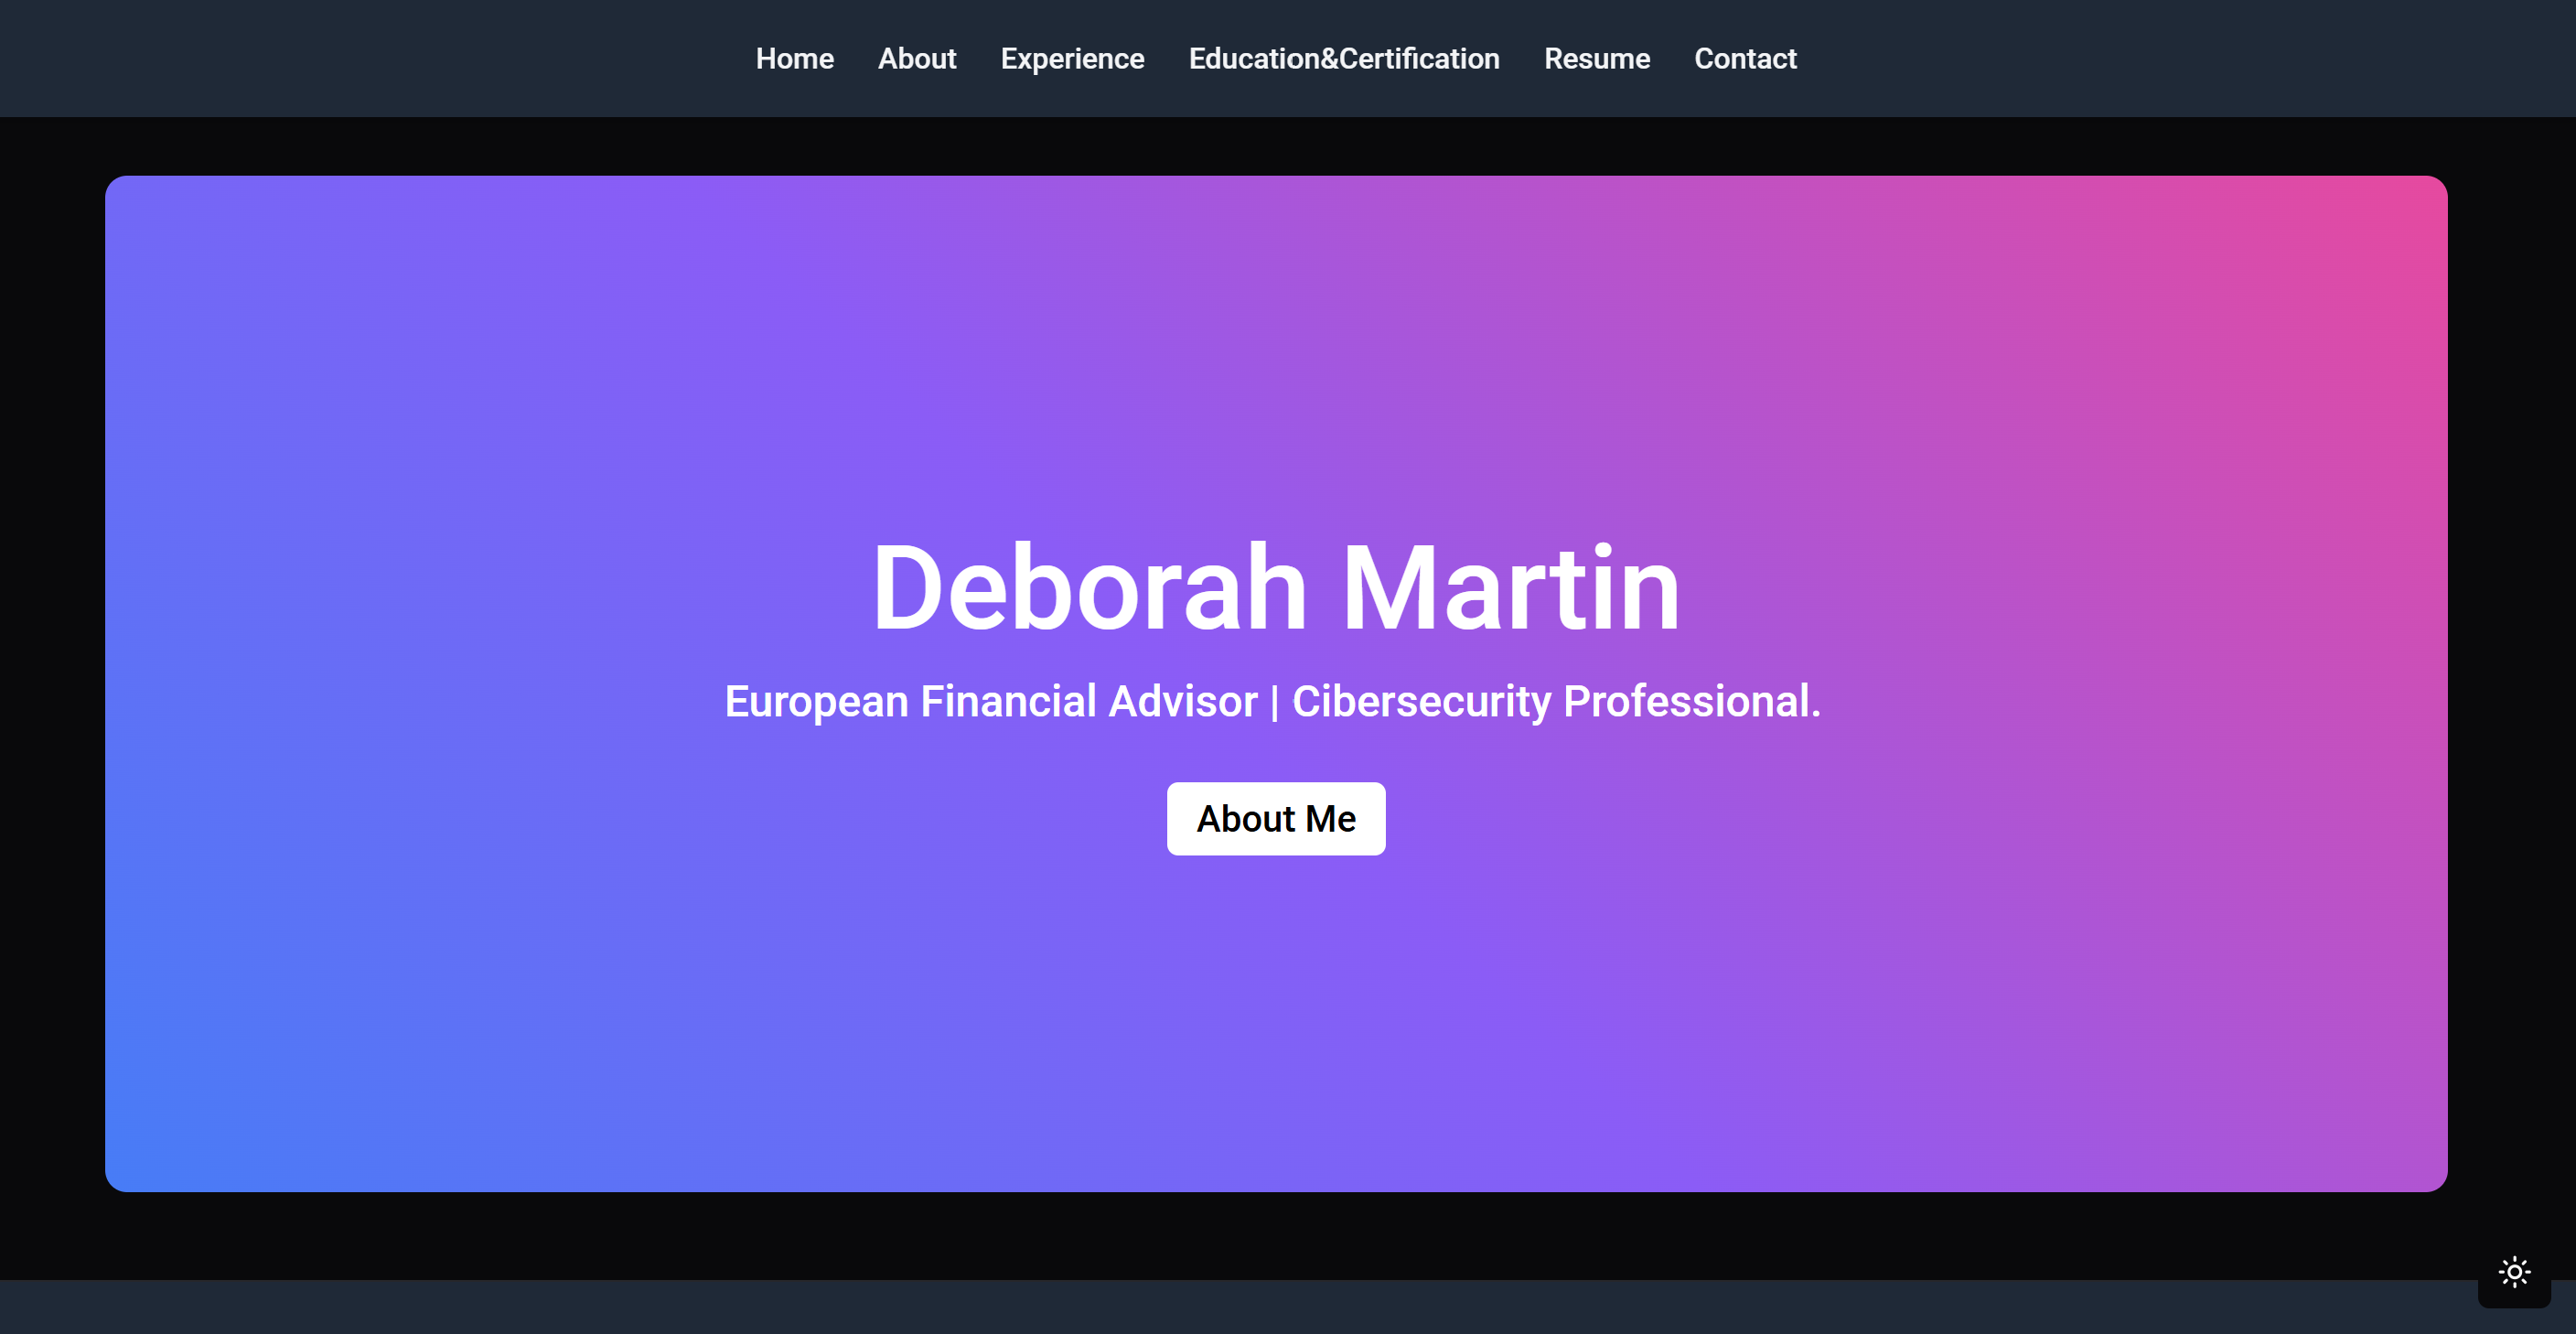 Home About Experience Education&Certification Resume Contact
Deborah Martin
European Financial Advisor | Cibersecurity Professional.
About Me